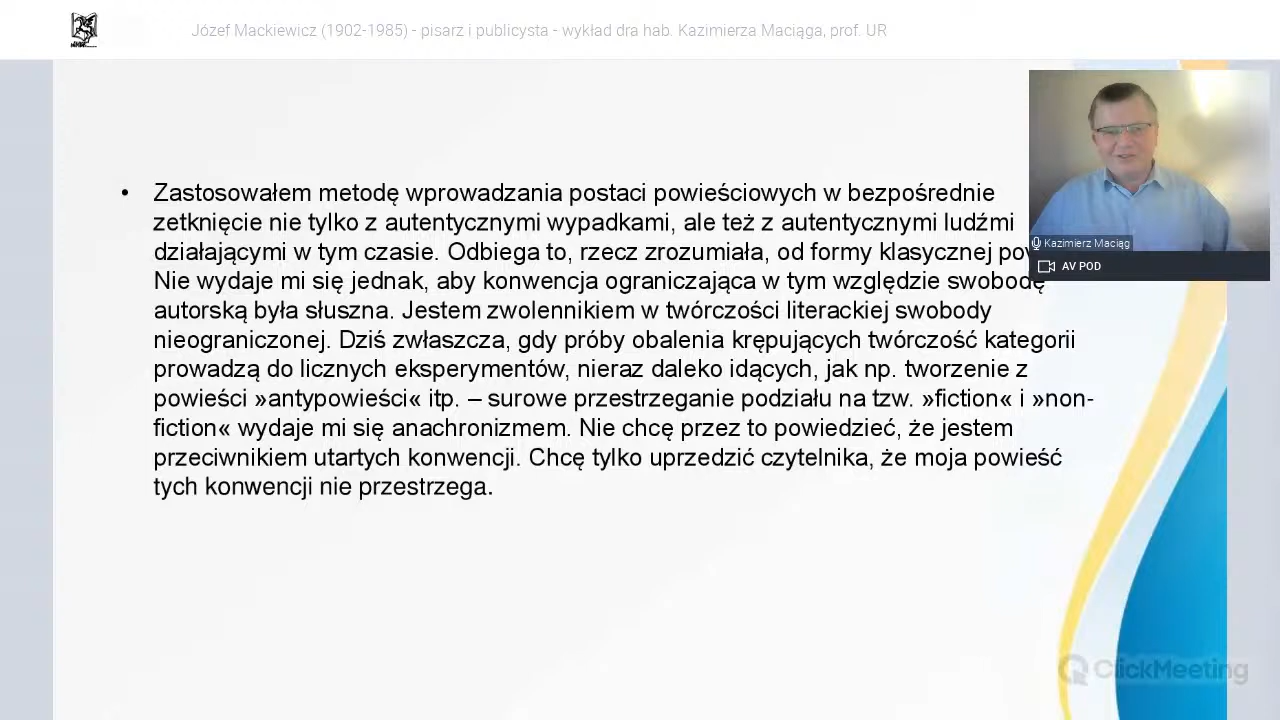 Józef Mackiewicz (1902-1985) - pisarz i publicysta - wykład dra hab. Kazimierza Maciąga, prof. UR
• Zastosowałem metodę wprowadzania postaci powieściowych w bezpośrednie
zetknięcie nie tylko z autentycznymi wypadkami, ale też z autentycznymi ludźmi
działającymi w tym czasie. Odbiega to, rzecz zrozumiała, od formy klasycznej
Nie wydaje mi się jednak, aby konwencja ograniczająca w tym względzie swobodę
autorską była słuszna. Jestem zwolennikiem w twórczości literackiej swobody
nieograniczonej. Dziś zwłaszcza, gdy próby obalenia krępujących twórczość kategorii
prowadzą do licznych eksperymentów, nieraz daleko idących, jak np. tworzenie z
powieści »antypowieści« itp. – surowe przestrzeganie podziału na tzw. »fiction« i »non-
fiction« wydaje mi się anachronizmem. Nie chcę przez to powiedzieć, że jestem
przeciwnikiem utartych konwencji. Chcę tylko uprzedzić czytelnika, że moja powieść
tych konwencji nie przestrzega.
Kazimierz Maciąg
AV POD
ClickMeeting